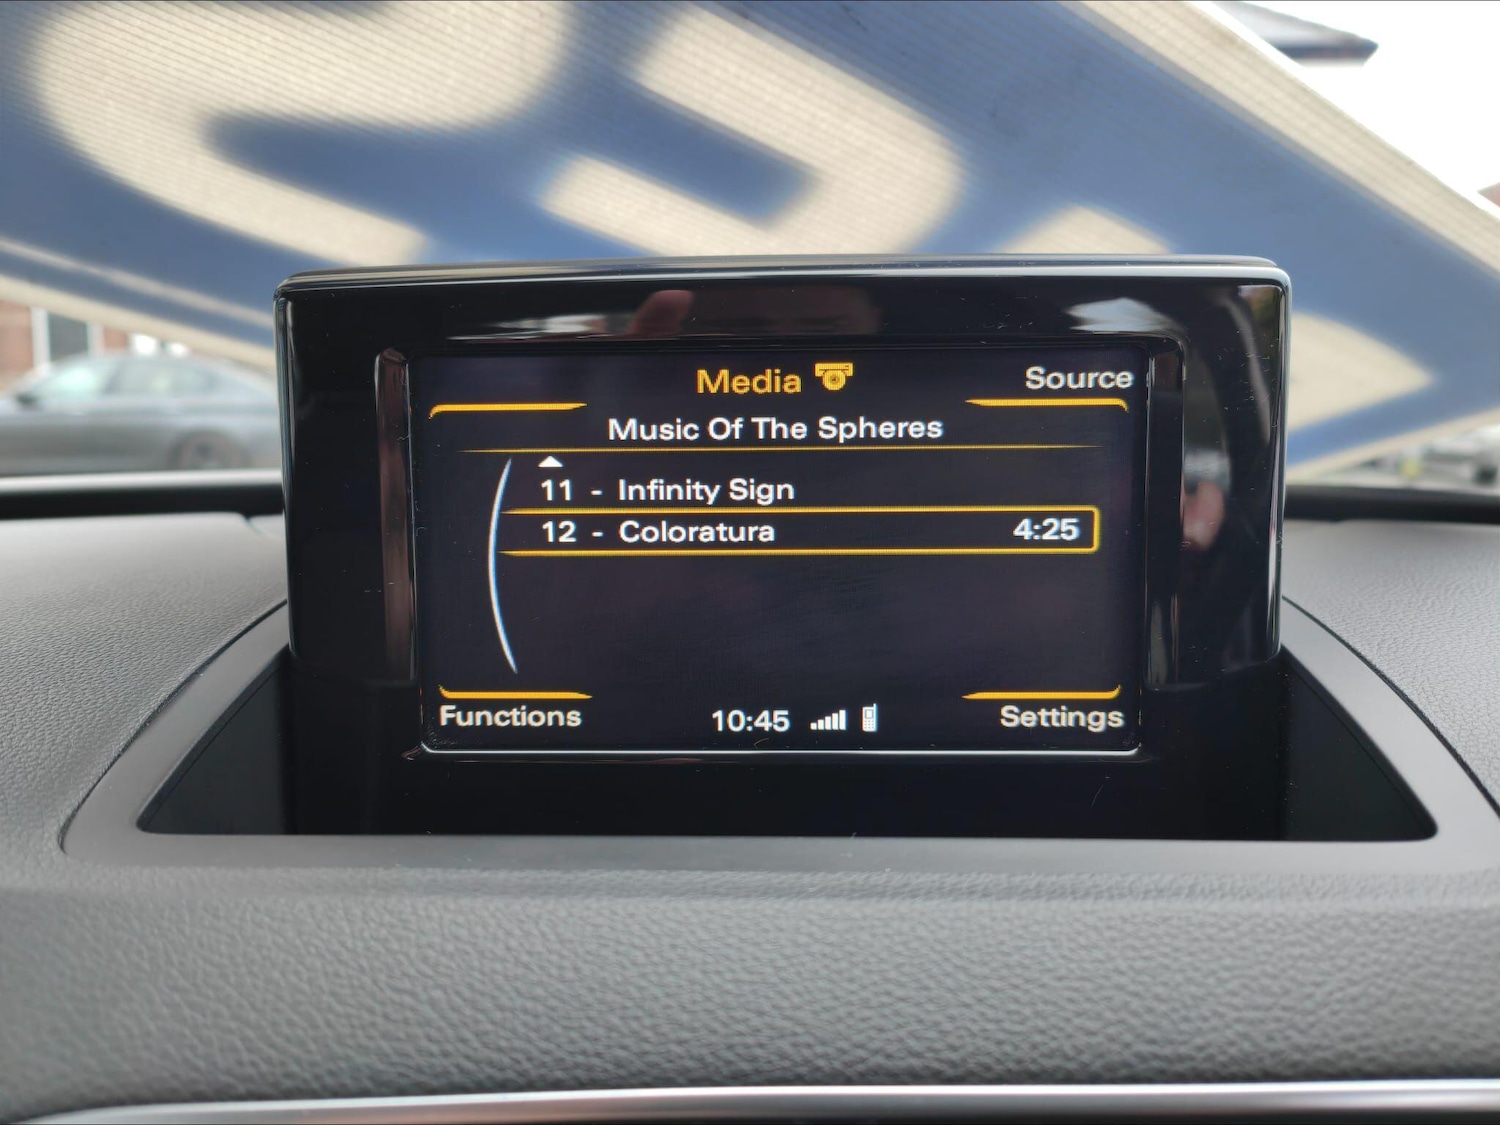 Media
Source
Music Of The Spheres
11 - Infinity Sign
12 - Coloratura 4:25
Functions
10:45
Settings